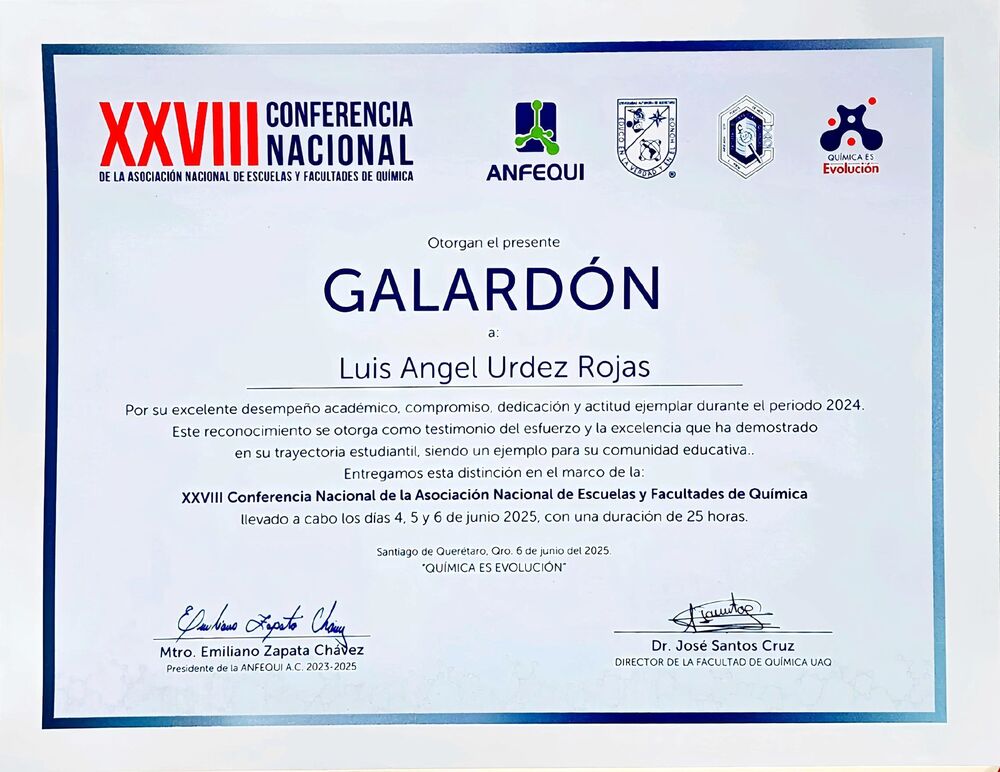 XXVIII CONFERENCIA
NACIONAL
DE LA ASOCIACIÓN NACIONAL DE ESCUELAS Y FACULTADES DE QUÍMICA
ANFEQUI
EDUCO EN LA VERDAD Y
QUÍMICA ES
Evolución
Otorgan el presente
GALARDÓN
a:
Luis Angel Urdez Rojas
Por su excelente desempeño académico, compromiso, dedicación y actitud ejemplar durante el periodo 2024.
Este reconocimiento se otorga como testimonio del esfuerzo y la excelencia que ha demostrado
en su trayectoria estudiantil, siendo un ejemplo para su comunidad educativa..
Entregamos esta distinción en el marco de la:
XXVIII Conferencia Nacional de la Asociación Nacional de Escuelas y Facultades de Química
llevado a cabo los días 4, 5 y 6 de junio 2025, con una duración de 25 horas.
Santiago de Querétaro, Qro. 6 de junio del 2025.
"QUÍMICA ES EVOLUCIÓN"
Emiliano Zapata Chávez
Mtro. Emiliano Zapata Chávez
Presidente de la ANFEQUI A.C. 2023-2025
Dr. José Santos Cruz
DIRECTOR DE LA FACULTAD DE QUÍMICA UAQ